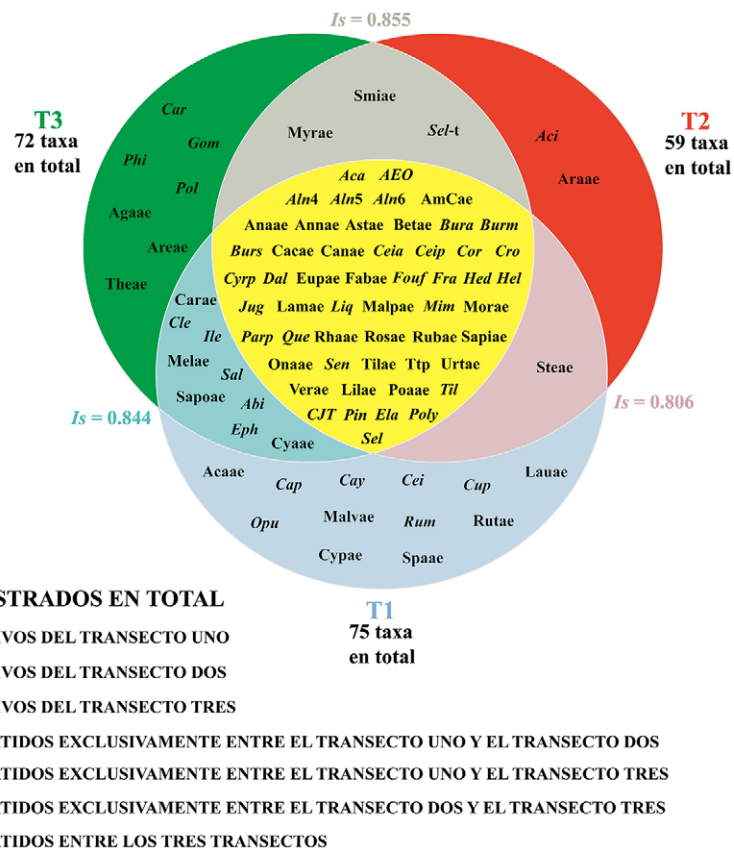 Is = 0.855
T3
72 taxa
en total
T2
59 taxa
en total
Car
Gom
Phi
Pol
Agaae
Areae
Theae
Smiae
Myrae
Sel-t
Aci
Araae
Aca AEO
Aln4 Aln5 Aln6 AmCae
Anaae Annae Astae Betae Bura Burm
Burs Cacae Canae Ceia Ceip Cor Cro
Cyrp Dal Eupae Fabae Fouf Fra Hed Hel
Jug Lamae Liq Malpae Mim Morae
Parp Que Rhaae Rosae Rubae Sapiae
Onaae Sen Tilae Ttp Urtae
Verae Lilae Poaae Til
CJT Pin Ela Poly
Sel
Carae
Cle
Ile
Melae
Sal
Sapoae
Abi
Eph
Cyaae
Steae
Is = 0.844
Is = 0.806
Acaae
Cap
Cay
Cei
Cup
Lauae
Opu
Malvae
Rum
Rutae
Cypae
Spaae
T1
75 taxa
en total
STRADOS EN TOTAL
VOS DEL TRANSECTO UNO
VOS DEL TRANSECTO DOS
VOS DEL TRANSECTO TRES
TIDOS EXCLUSIVAMENTE ENTRE EL TRANSECTO UNO Y EL TRANSECTO DOS
TIDOS EXCLUSIVAMENTE ENTRE EL TRANSECTO UNO Y EL TRANSECTO TRES
TIDOS EXCLUSIVAMENTE ENTRE EL TRANSECTO DOS Y EL TRANSECTO TRES
TIDOS ENTRE LOS TRES TRANSECTOS